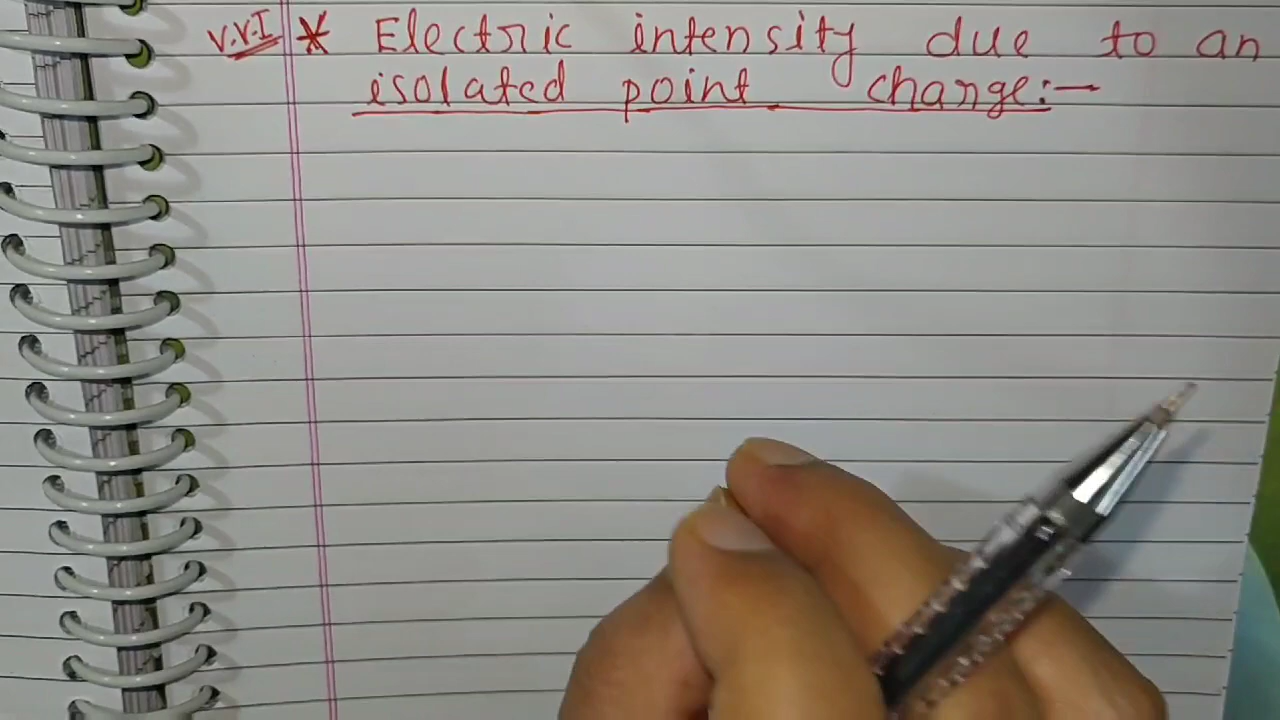 V.V.I * Electric intensity due to an
isolated point charge:-